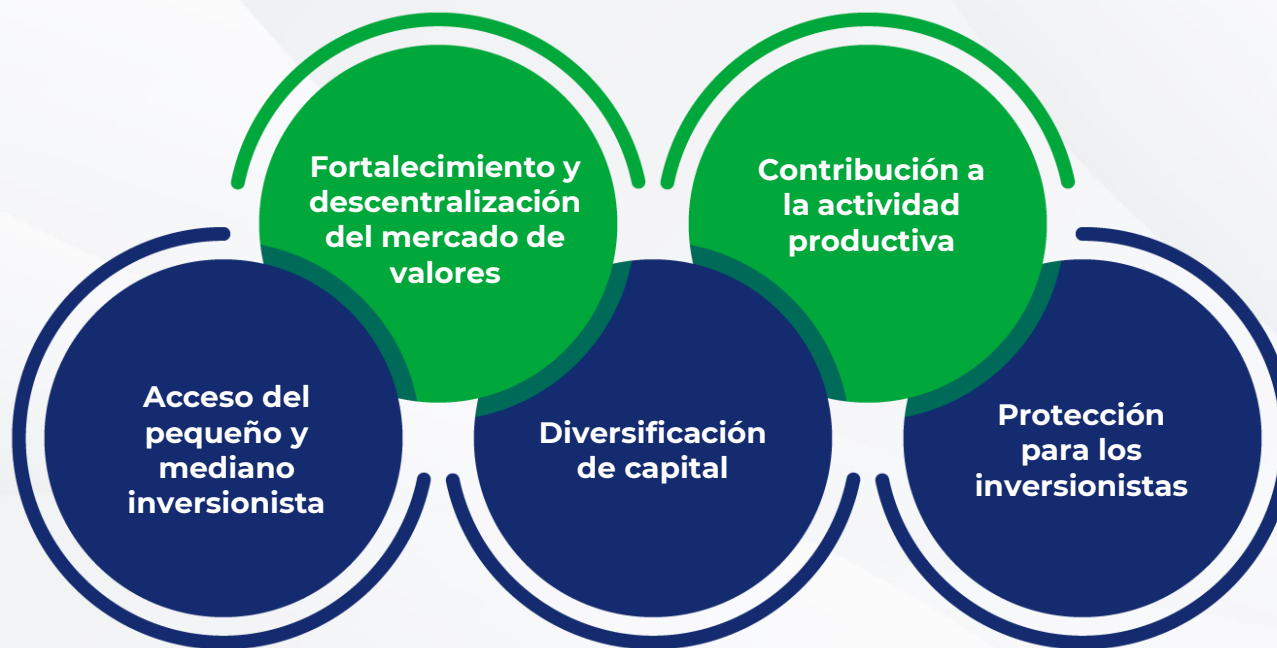 Fortalecimiento y
descentralización
del mercado de
valores
Contribución a
la actividad
productiva
Acceso del
pequeño y
mediano
inversionista
Diversificación
de capital
Protección
para los
inversionistas